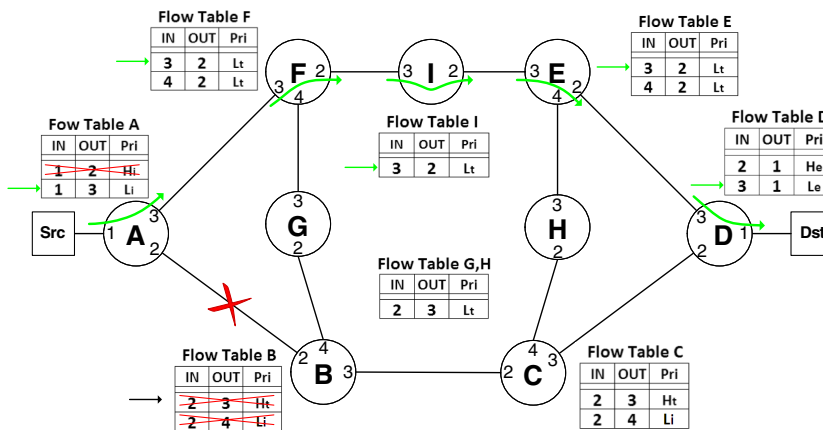 Flow Table F
IN OUT Pri
3 2 Lt
4 2 Lt
Flow Table E
IN OUT Pri
3 2 Lt
4 2 Lt
F 3 2 4
I 3 2
E 3 4 2
Fow Table A
IN OUT Pri
1 2 Hi
1 3 Li
Flow Table I
IN OUT Pri
3 2 Lt
Flow Table D
IN OUT Pri
2 1 He
3 1 Le
Src
A 1 3 2
G 3 2
H 3 2
D 3 2 1
Dst
Flow Table G,H
IN OUT Pri
2 3 Lt
B 2 4 3
C 2 4 3
Flow Table B
IN OUT Pri
2 3 Ht
2 4 Li
Flow Table C
IN OUT Pri
2 3 Ht
2 4 Li